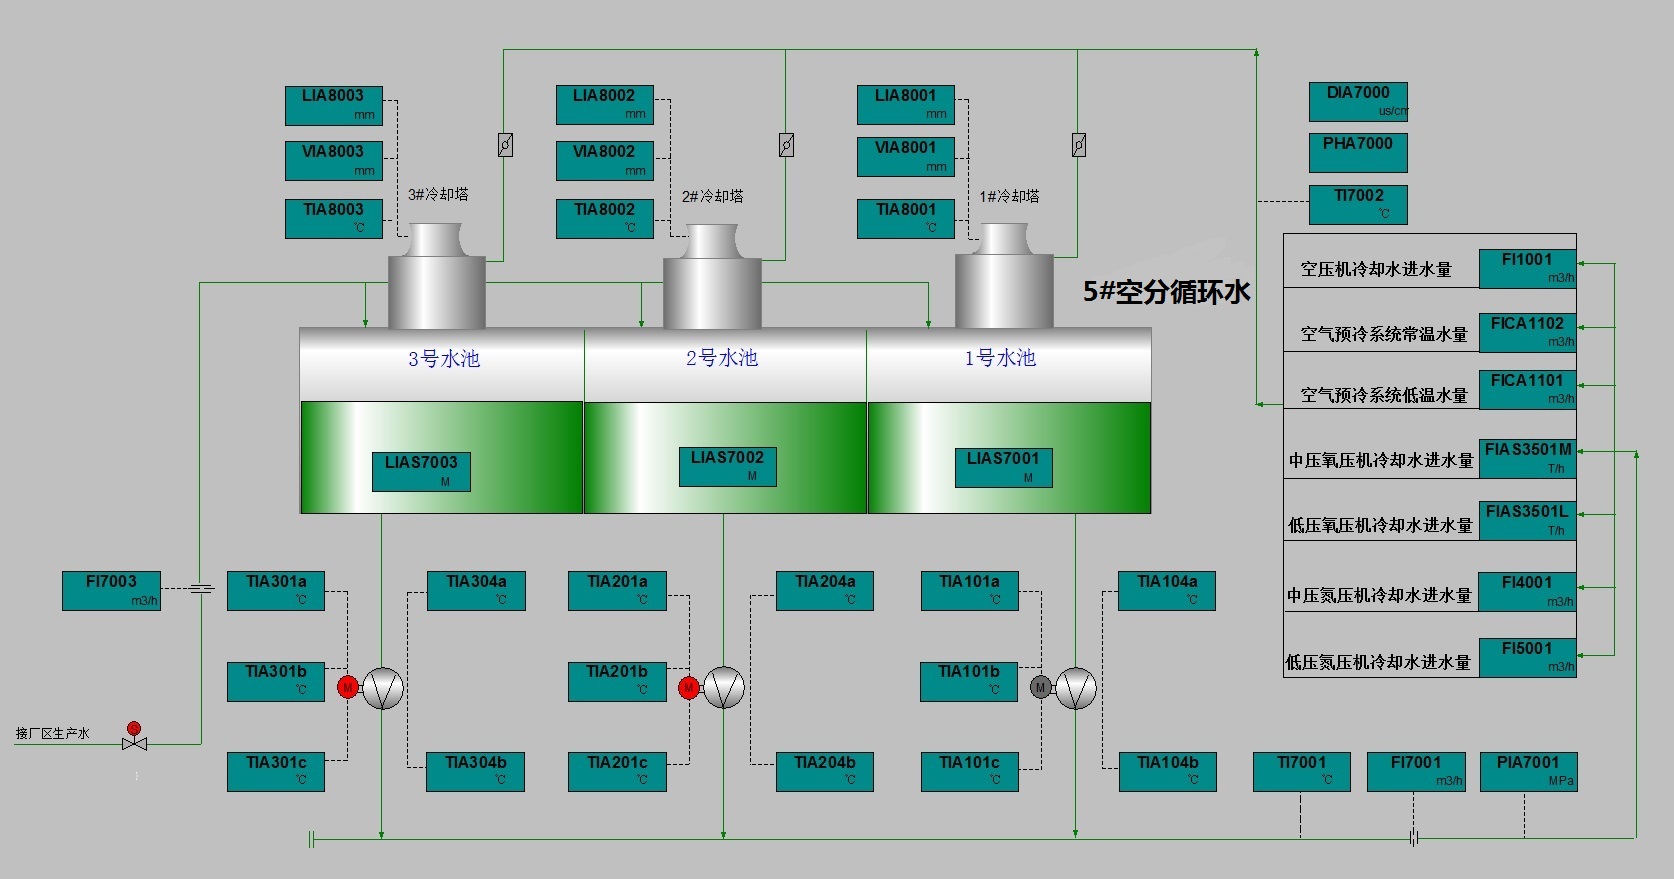 LIA8003
mm
LIA8002
mm
LIA8001
mm
DIA7000
us/cm
VIA8003
mm
VIA8002
mm
VIA8001
mm
PHA7000
TIA8003
℃
TIA8002
℃
TIA8001
℃
TI7002
℃
3#冷却塔
2#冷却塔
1#冷却塔
5#空分循环水
3号水池
2号水池
1号水池
LIAS7003
M
LIAS7002
M
LIAS7001
M
空压机冷却水进水量
FI1001
m3/h
空气预冷系统常温水量
FICA1102
m3/h
空气预冷系统低温水量
FICA1101
m3/h
中压氧压机冷却水进水量
FIAS3501M
T/h
低压氧压机冷却水进水量
FIAS3501L
T/h
中压氮压机冷却水进水量
FI4001
m3/h
低压氮压机冷却水进水量
FI5001
m3/h
FI7003
m3/h
TIA301a
℃
TIA304a
℃
TIA201a
℃
TIA204a
℃
TIA101a
℃
TIA104a
℃
TIA301b
℃
M
TIA201b
℃
M
TIA101b
℃
M
接厂区生产水
S
TIA301c
℃
TIA304b
℃
TIA201c
℃
TIA204b
℃
TIA101c
℃
TIA104b
℃
TI7001
℃
FI7001
m3/h
PIA7001
MPa